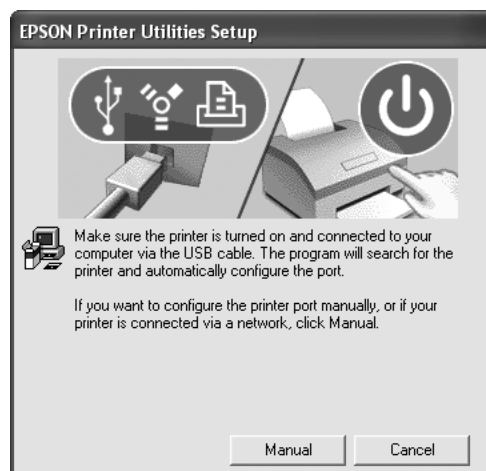 EPSON Printer Utilities Setup
Make sure the printer is turned on and connected to your
computer via the USB cable. The program will search for the
printer and automatically configure the port.
If you want to configure the printer port manually, or if your
printer is connected via a network, click Manual.
Manual
Cancel